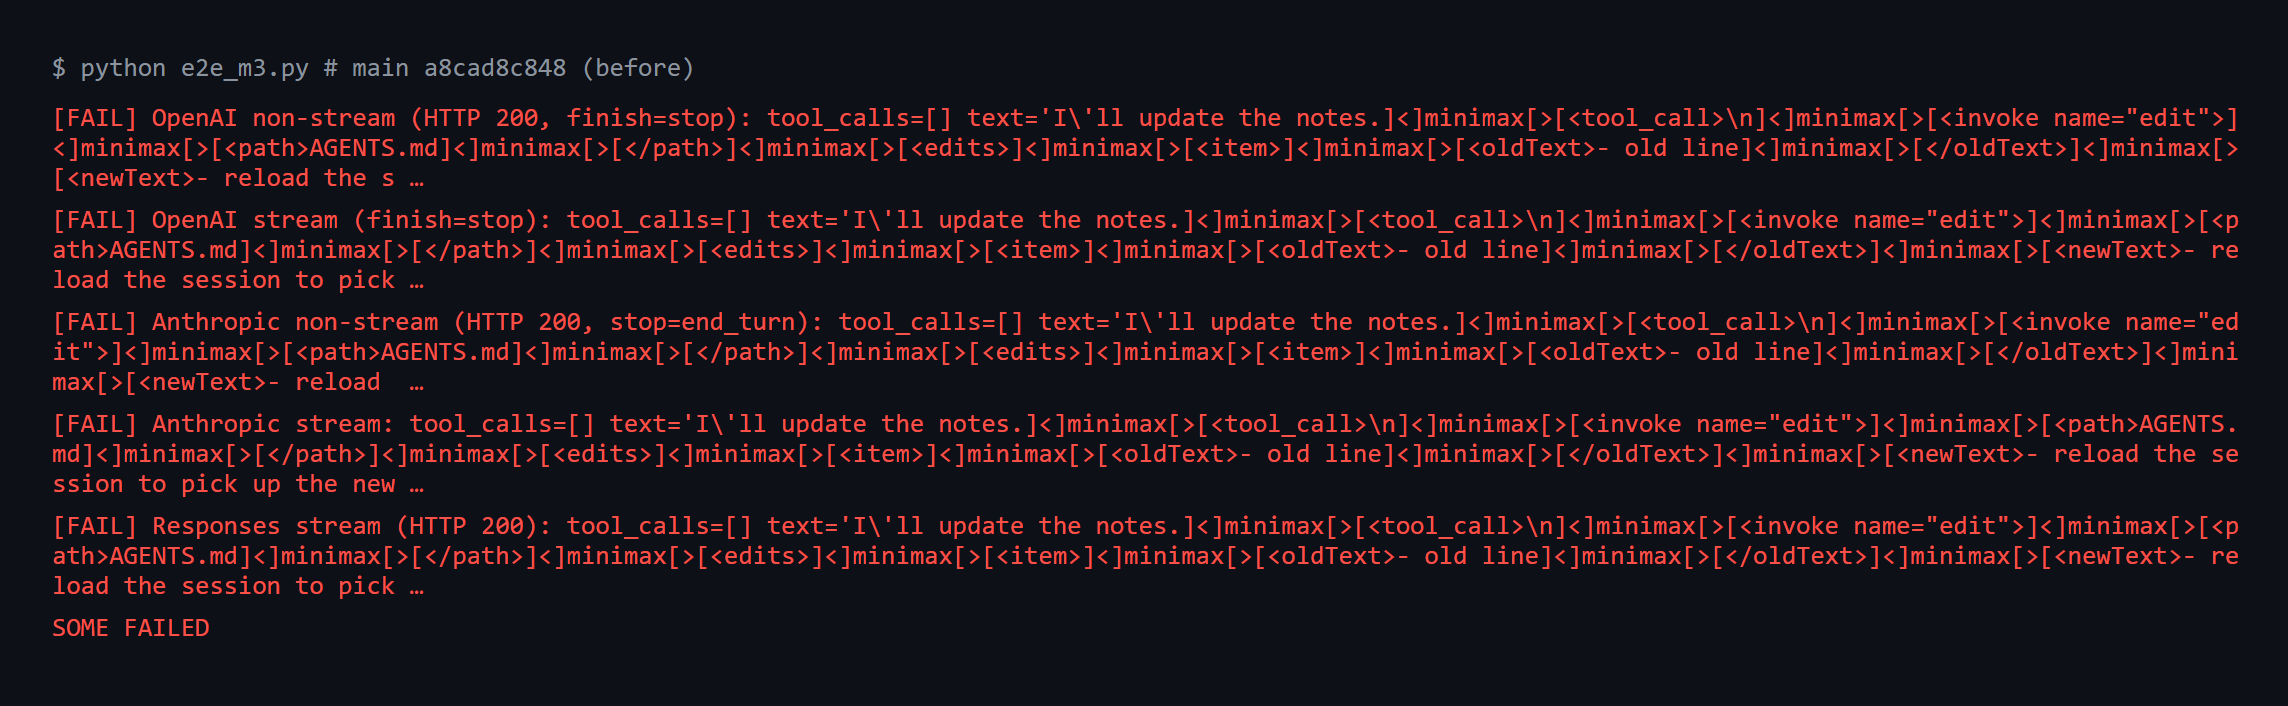 $ python e2e_m3.py # main a8cad8c848 (before)
[FAIL] OpenAI non-stream (HTTP 200, finish=stop): tool_calls=[] text='I\'ll update the notes.]<]minimax[>[<tool_call>\n]<]minimax[>[<invoke name="edit">]
<]minimax[>[<path>AGENTS.md]<]minimax[>[</path>]<]minimax[>[<edits>]<]minimax[>[<item>]<]minimax[>[<oldText>- old line]<]minimax[>[</oldText>]<]minimax[>
[<newText>- reload the s …
[FAIL] OpenAI stream (finish=stop): tool_calls=[] text='I\'ll update the notes.]<]minimax[>[<tool_call>\n]<]minimax[>[<invoke name="edit">]<]minimax[>[<p
ath>AGENTS.md]<]minimax[>[</path>]<]minimax[>[<edits>]<]minimax[>[<item>]<]minimax[>[<oldText>- old line]<]minimax[>[</oldText>]<]minimax[>[<newText>- re
load the session to pick …
[FAIL] Anthropic non-stream (HTTP 200, stop=end_turn): tool_calls=[] text='I\'ll update the notes.]<]minimax[>[<tool_call>\n]<]minimax[>[<invoke name="ed
it">]<]minimax[>[<path>AGENTS.md]<]minimax[>[</path>]<]minimax[>[<edits>]<]minimax[>[<item>]<]minimax[>[<oldText>- old line]<]minimax[>[</oldText>]<]mini
max[>[<newText>- reload  …
[FAIL] Anthropic stream: tool_calls=[] text='I\'ll update the notes.]<]minimax[>[<tool_call>\n]<]minimax[>[<invoke name="edit">]<]minimax[>[<path>AGENTS.
md]<]minimax[>[</path>]<]minimax[>[<edits>]<]minimax[>[<item>]<]minimax[>[<oldText>- old line]<]minimax[>[</oldText>]<]minimax[>[<newText>- reload the se
ssion to pick up the new …
[FAIL] Responses stream (HTTP 200): tool_calls=[] text='I\'ll update the notes.]<]minimax[>[<tool_call>\n]<]minimax[>[<invoke name="edit">]<]minimax[>[<p
ath>AGENTS.md]<]minimax[>[</path>]<]minimax[>[<edits>]<]minimax[>[<item>]<]minimax[>[<oldText>- old line]<]minimax[>[</oldText>]<]minimax[>[<newText>- re
load the session to pick …
SOME FAILED